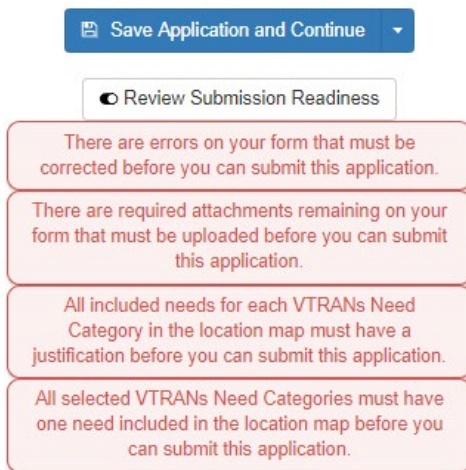 Save Application and Continue
Review Submission Readiness
There are errors on your form that must be
corrected before you can submit this application.
There are required attachments remaining on your
form that must be uploaded before you can submit
this application.
All included needs for each VTRANs Need
Category in the location map must have a
justification before you can submit this application.
All selected VTRANs Need Categories must have
one need included in the location map before you
can submit this application.